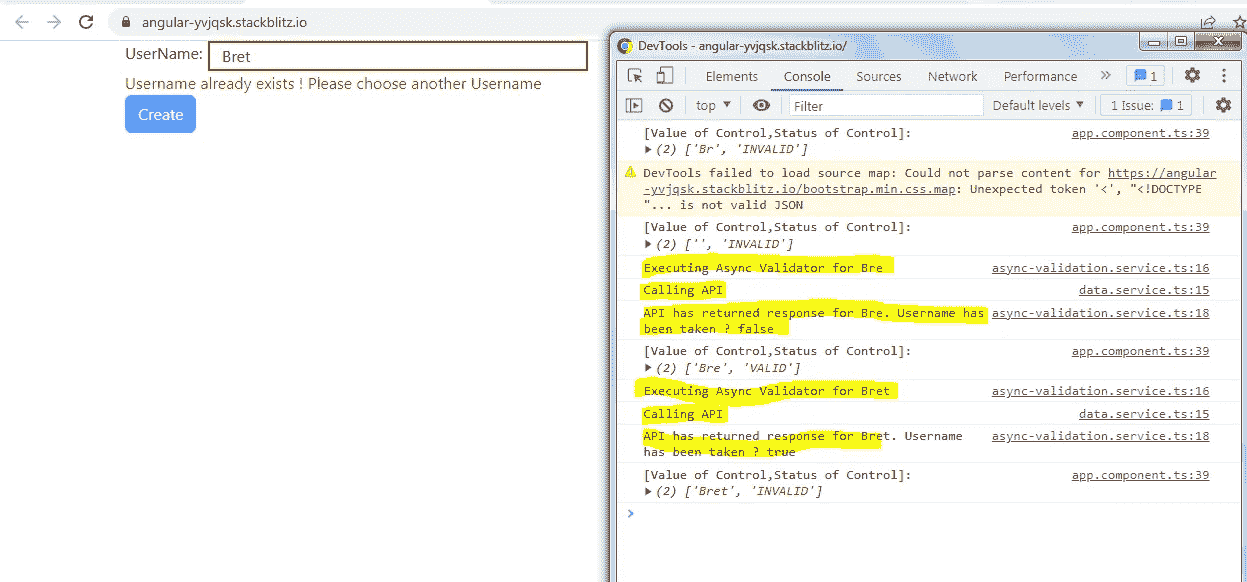 angular-yvjqsk.stackblitz.io
UserName: Bret
Username already exists ! Please choose another Username
Create
DevTools - angular-yvjqsk.stackblitz.io/
Elements Console Sources Network Performance » 1
top Filter Default levels 1 Issue: 1
[Value of Control,Status of Control]: app.component.ts:39
(2) ['Br', 'INVALID']
DevTools failed to load source map: Could not parse content for https://angular
-yvjqsk.stackblitz.io/bootstrap.min.css.map: Unexpected token '<', "<!DOCTYPE
"... is not valid JSON
[Value of Control,Status of Control]: app.component.ts:39
(2) ['', 'INVALID']
Executing Async Validator for Bre async-validation.service.ts:16
Calling API data.service.ts:15
API has returned response for Bre. Username has async-validation.service.ts:18
been taken ? false
[Value of Control,Status of Control]: app.component.ts:39
(2) ['Bre', 'VALID']
Executing Async Validator for Bret async-validation.service.ts:16
Calling API data.service.ts:15
API has returned response for Bret. Username async-validation.service.ts:18
has been taken ? true
[Value of Control,Status of Control]: app.component.ts:39
(2) ['Bret', 'INVALID']